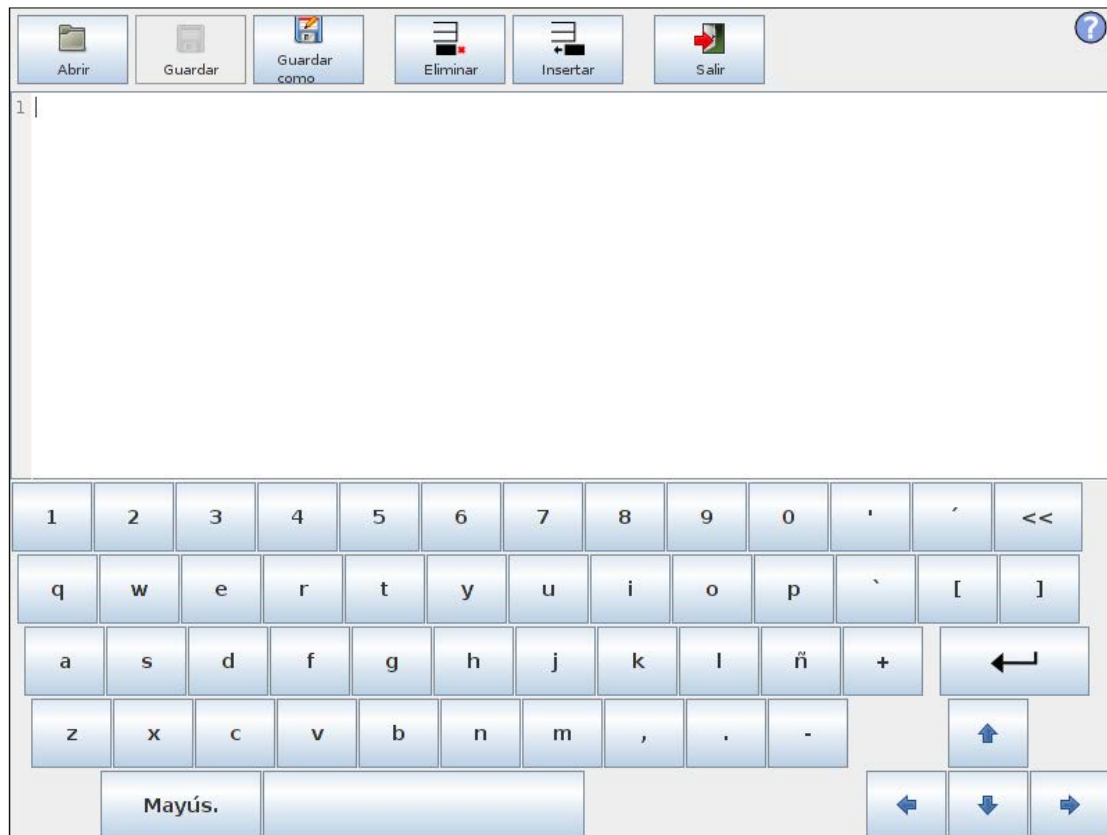 Abrir Guardar Guardar como Eliminar Insertar Salir ?
1
1 2 3 4 5 6 7 8 9 0 ' ´ <<
q w e r t y u i o p ` [ ]
a s d f g h j k l ñ +
z x c v b n m , . -
Mayús.